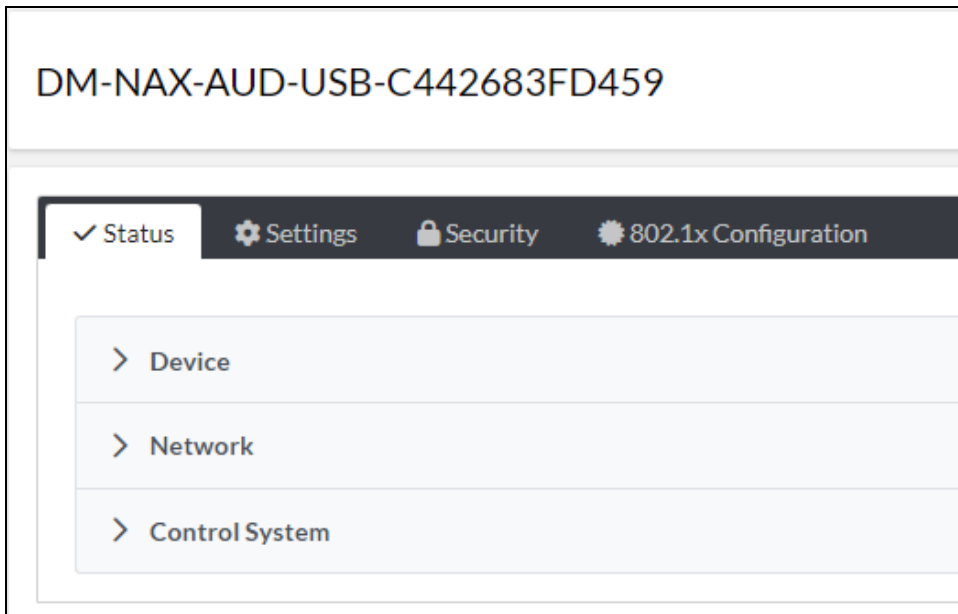 DM-NAX-AUD-USB-C442683FD459
Status Settings Security 802.1x Configuration
Device
Network
Control System